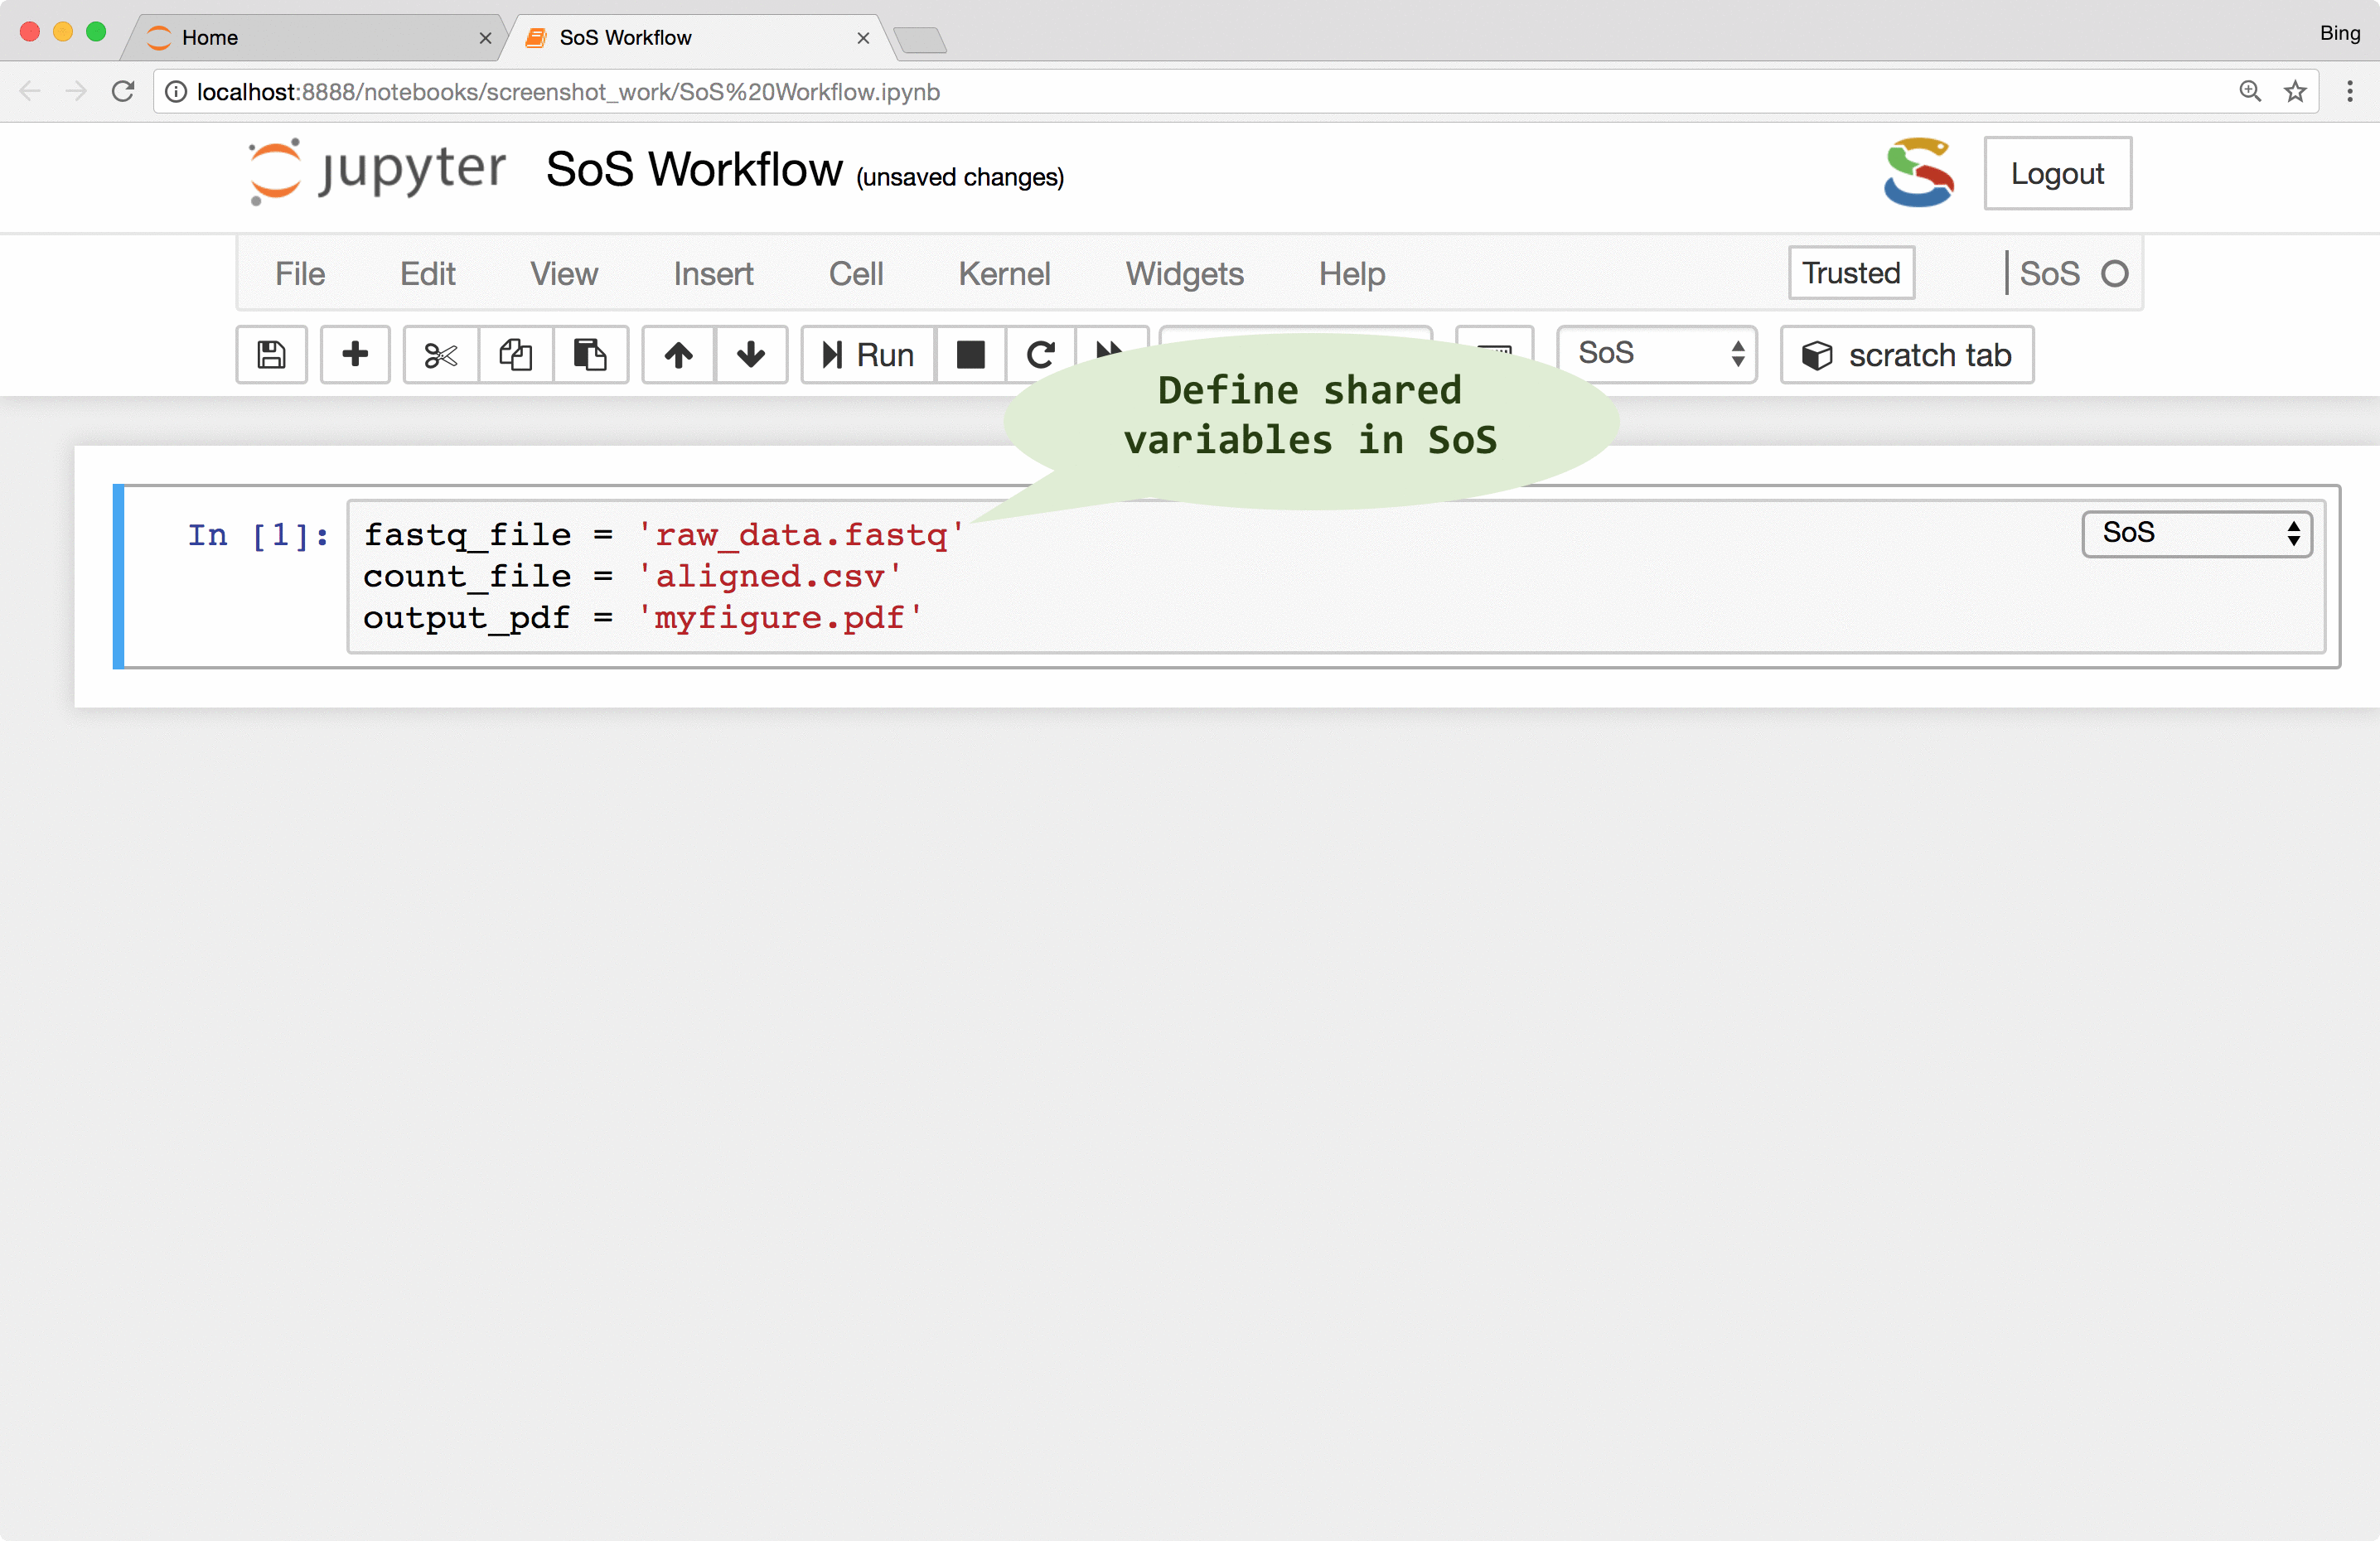 Home
SoS Workflow
Bing
localhost:8888/notebooks/screenshot_work/SoS%20Workflow.ipynb
jupyter SoS Workflow (unsaved changes)
Logout
File Edit View Insert Cell Kernel Widgets Help Trusted SoS
Run SoS scratch tab
Define shared
variables in SoS
In [1]: fastq_file = 'raw_data.fastq' SoS
count_file = 'aligned.csv'
output_pdf = 'myfigure.pdf'